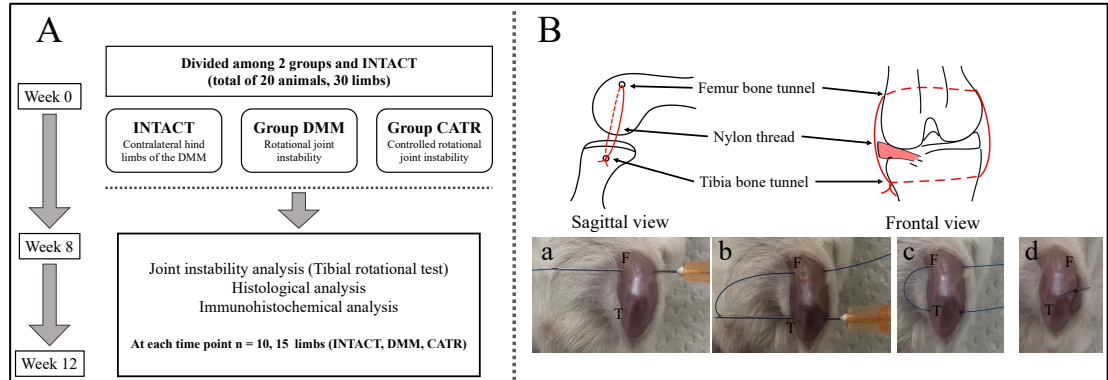 A
Week 0
Week 8
Week 12
Divided among 2 groups and INTACT
(total of 20 animals, 30 limbs)
INTACT
Contralateral hind
limbs of the DMM
Group DMM
Rotational joint
instability
Group CATR
Controlled rotational
joint instability
Joint instability analysis (Tibial rotational test)
Histological analysis
Immunohistochemical analysis
At each time point n = 10, 15 limbs (INTACT, DMM, CATR)
B
Femur bone tunnel
Nylon thread
Tibia bone tunnel
Sagittal view
Frontal view
a
F
T
b
F
T
c
F
T
d
F
T